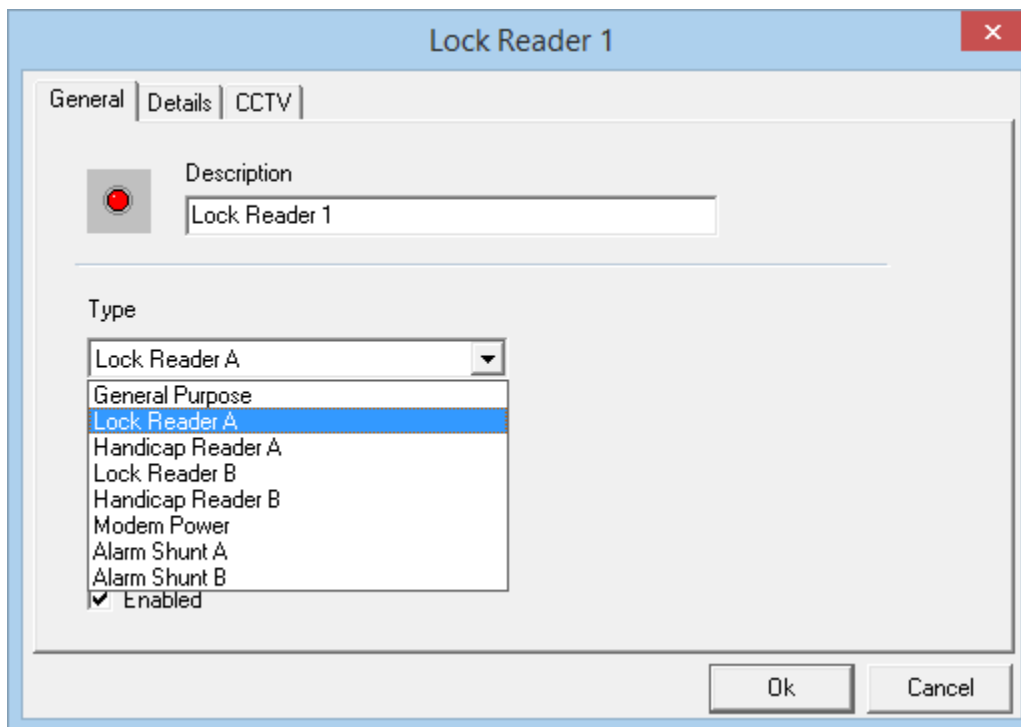 Lock Reader 1
General Details CCTV
Description
Lock Reader 1
Type
Lock Reader A
General Purpose
Lock Reader A
Handicap Reader A
Lock Reader B
Handicap Reader B
Modem Power
Alarm Shunt A
Alarm Shunt B
Enabled
Ok Cancel